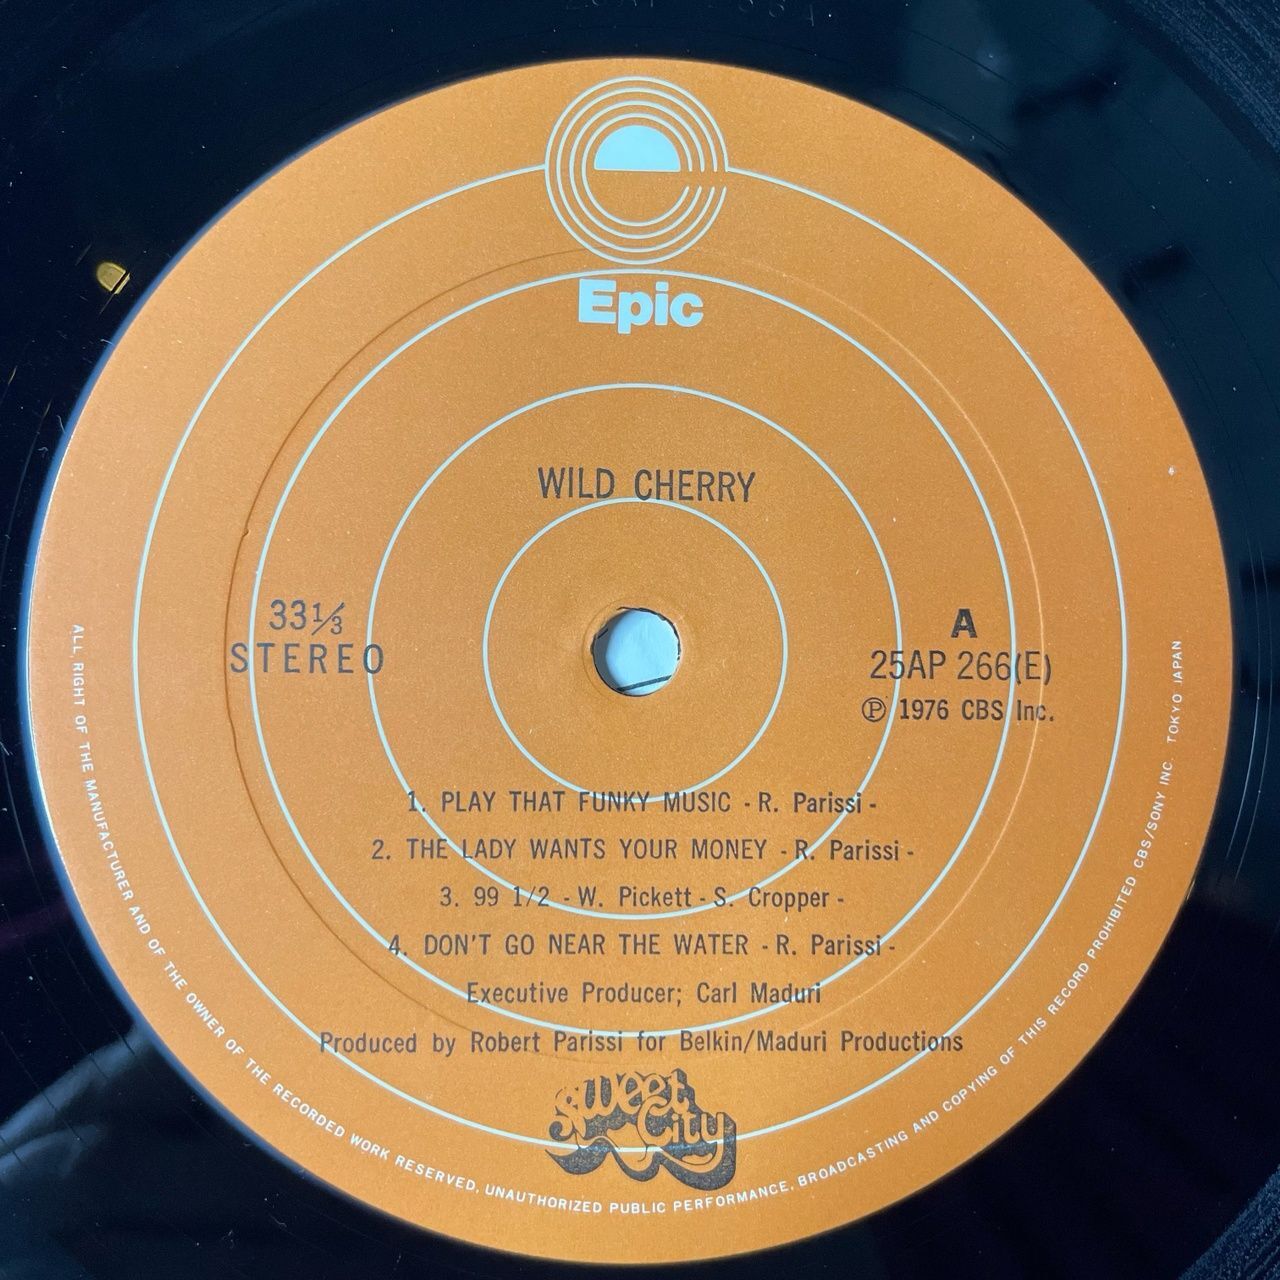 Epic
WILD CHERRY
33 1/3
STEREO
A
25AP 266(E)
Ⓟ 1976 CBS Inc.
1. PLAY THAT FUNKY MUSIC - R. Parissi -
2. THE LADY WANTS YOUR MONEY - R. Parissi -
3. 99 1/2 - W. Pickett - S. Cropper -
4. DON'T GO NEAR THE WATER - R. Parissi -
Executive Producer; Carl Maduri
Produced by Robert Parissi for Belkin/Maduri Productions
Sweet
City
ALL RIGHT OF THE MANUFACTURER AND OF THE OWNER OF THE RECORDED WORK RESERVED. UNAUTHORIZED PUBLIC PERFORMANCE, BROADCASTING AND COPYING OF THIS RECORD PROHIBITED CBS/SONY INC. TOKYO JAPAN